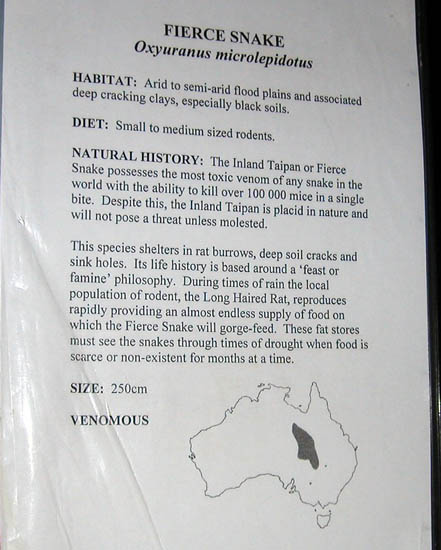 FIERCE SNAKE
Oxyuranus microlepidotus
HABITAT: Arid to semi-arid flood plains and associated
deep cracking clays, especially black soils.
DIET: Small to medium sized rodents.
NATURAL HISTORY: The Inland Taipan or Fierce
Snake possesses the most toxic venom of any snake in the
world with the ability to kill over 100 000 mice in a single
bite. Despite this, the Inland Taipan is placid in nature and
will not pose a threat unless molested.
This species shelters in rat burrows, deep soil cracks and
sink holes. Its life history is based around a 'feast or
famine' philosophy. During times of rain the local
population of rodent, the Long Haired Rat, reproduces
rapidly providing an almost endless supply of food on
which the Fierce Snake will gorge-feed. These fat stores
must see the snakes through times of drought when food is
scarce or non-existent for months at a time.
SIZE: 250cm
VENOMOUS